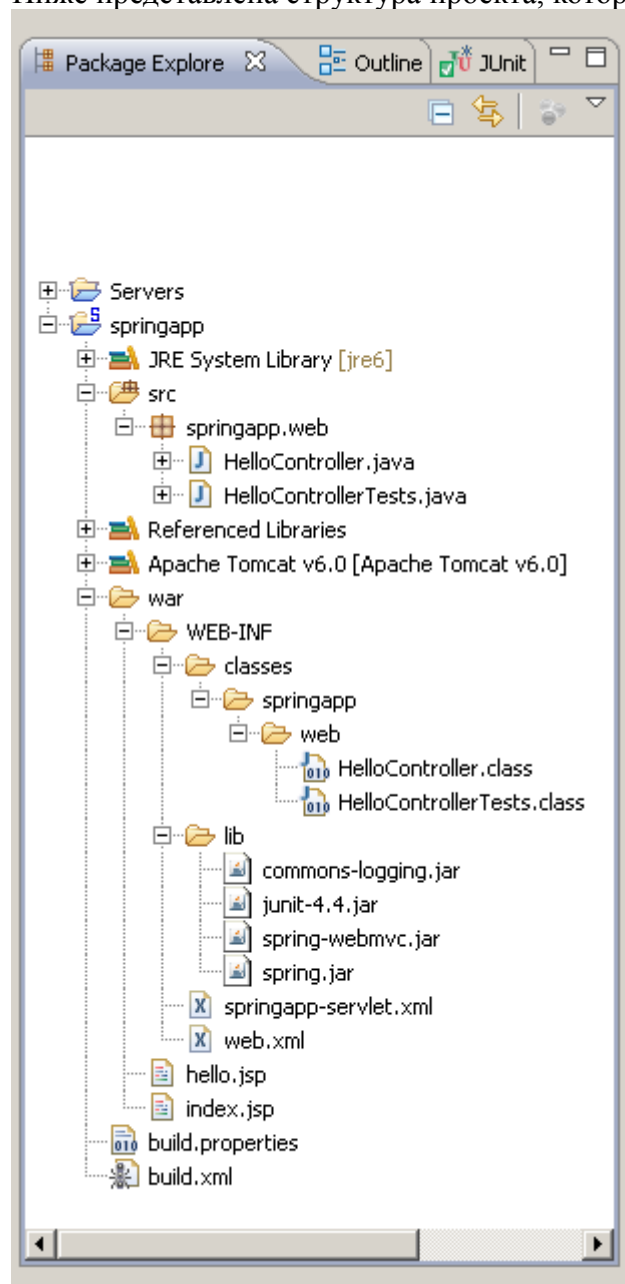 Ниже представлена структура проекта, котор
Package Explore Outline JUnit
Servers
springapp
JRE System Library [jre6]
src
springapp.web
HelloController.java
HelloControllerTests.java
Referenced Libraries
Apache Tomcat v6.0 [Apache Tomcat v6.0]
war
WEB-INF
classes
springapp
web
HelloController.class
HelloControllerTests.class
lib
commons-logging.jar
junit-4.4.jar
spring-webmvc.jar
spring.jar
springapp-servlet.xml
web.xml
hello.jsp
index.jsp
build.properties
build.xml